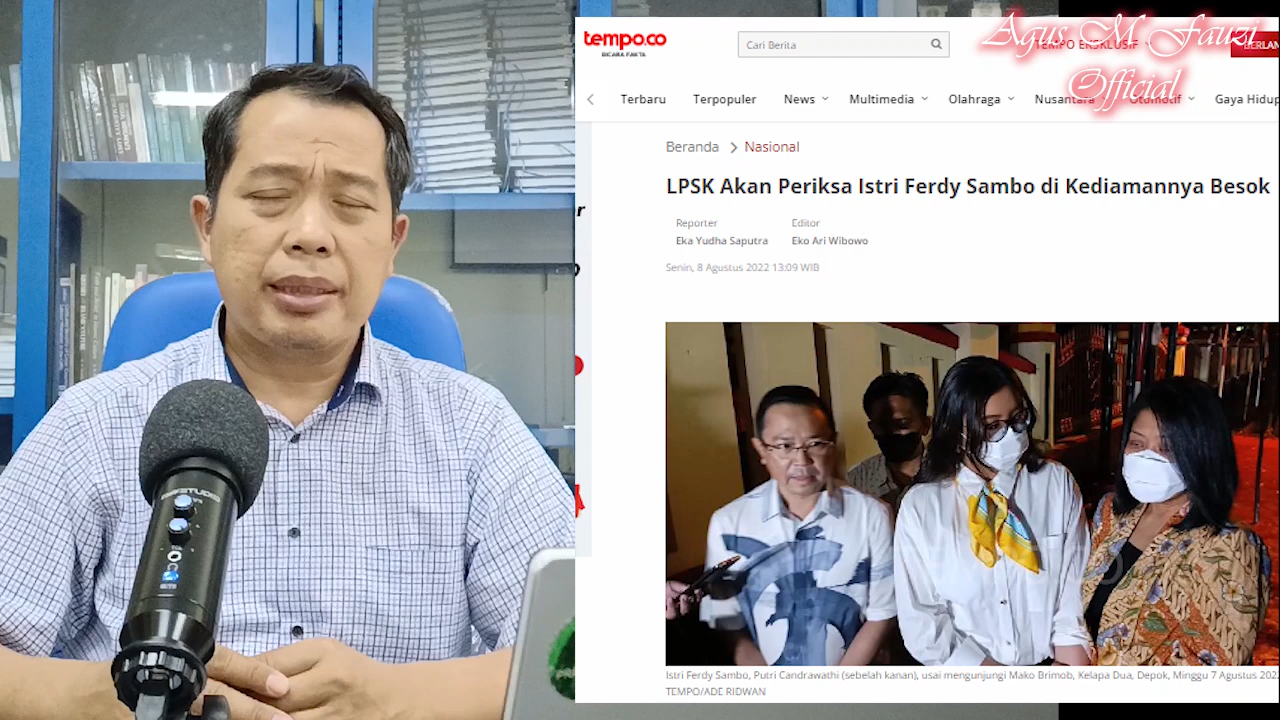 Agus M Fauzi
Official
tempo.co
BICARA FAKTA
Cari Berita
TEMPO EKSKLUSIF
Terbaru
Terpopuler
News
Multimedia
Olahraga
Nusantara
Otomotif
Gaya Hidup
Beranda
Nasional
LPSK Akan Periksa Istri Ferdy Sambo di Kediamannya Besok
Reporter
Editor
Eka Yudha Saputra
Eko Ari Wibowo
Senin, 8 Agustus 2022 13:09 WIB
Istri Ferdy Sambo, Putri Candrawathi (sebelah kanan), usai mengunjungi Mako Brimob, Kelapa Dua, Depok, Minggu 7 Agustus
TEMPO/ADE RIDWAN